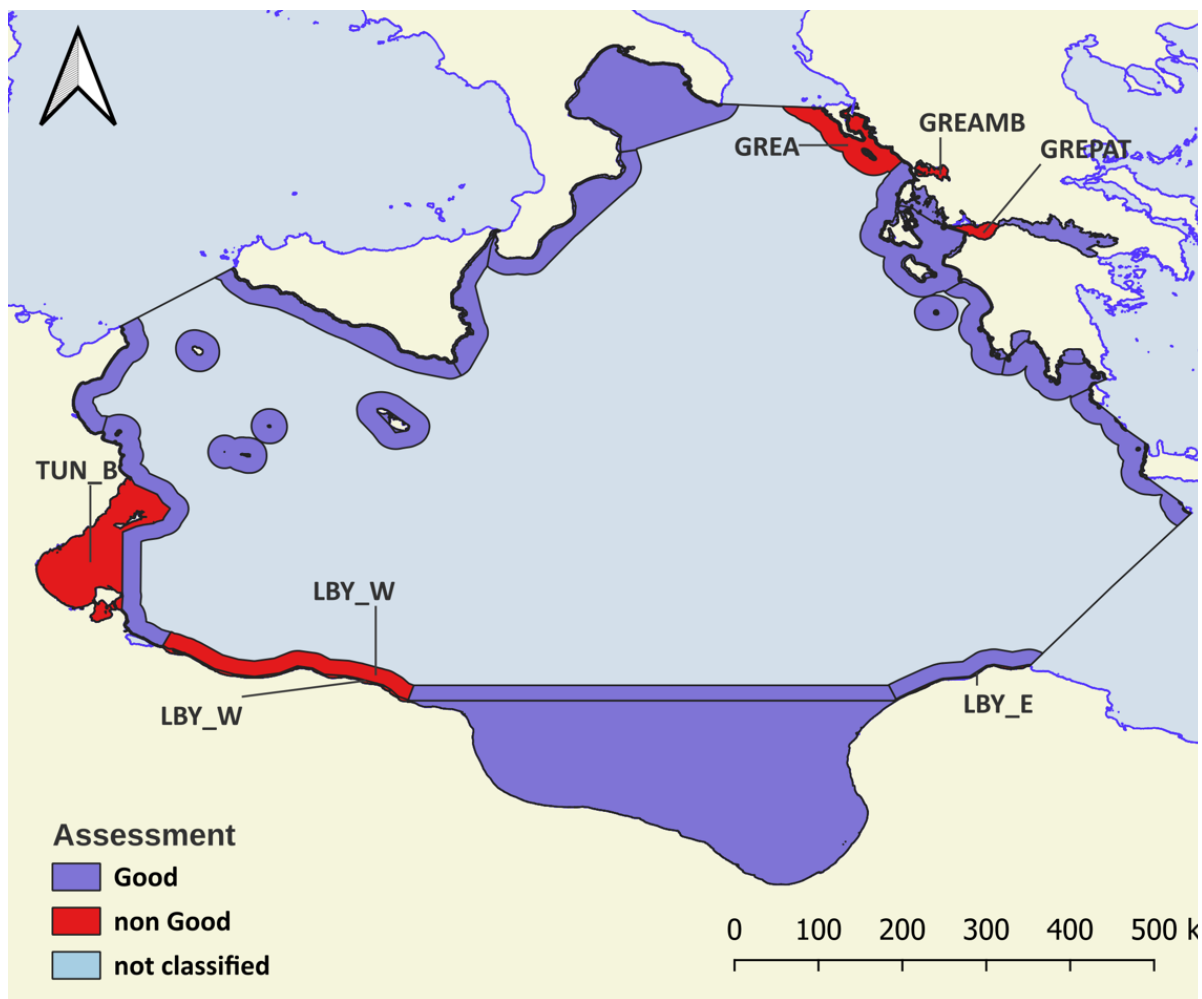 GREAMB
GREA
GREPAT
TUN_B
LBY_W
LBY_W
LBY_E
Assessment
Good
non Good
not classified
0 100 200 300 400 500 k